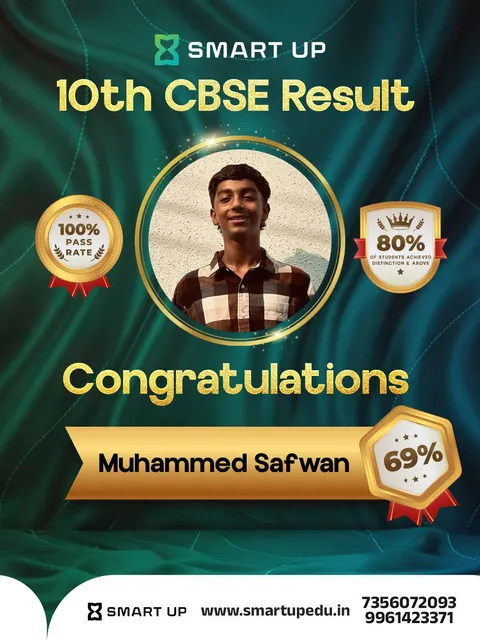 SMART UP
10th CBSE Result
100%
PASS
RATE
80%
OF STUDENTS ACHIEVED
DISTINCTION & ABOVE
Congratulations
Muhammed Safwan
69%
SMART UP www.smartupedu.in 7356072093
9961423371